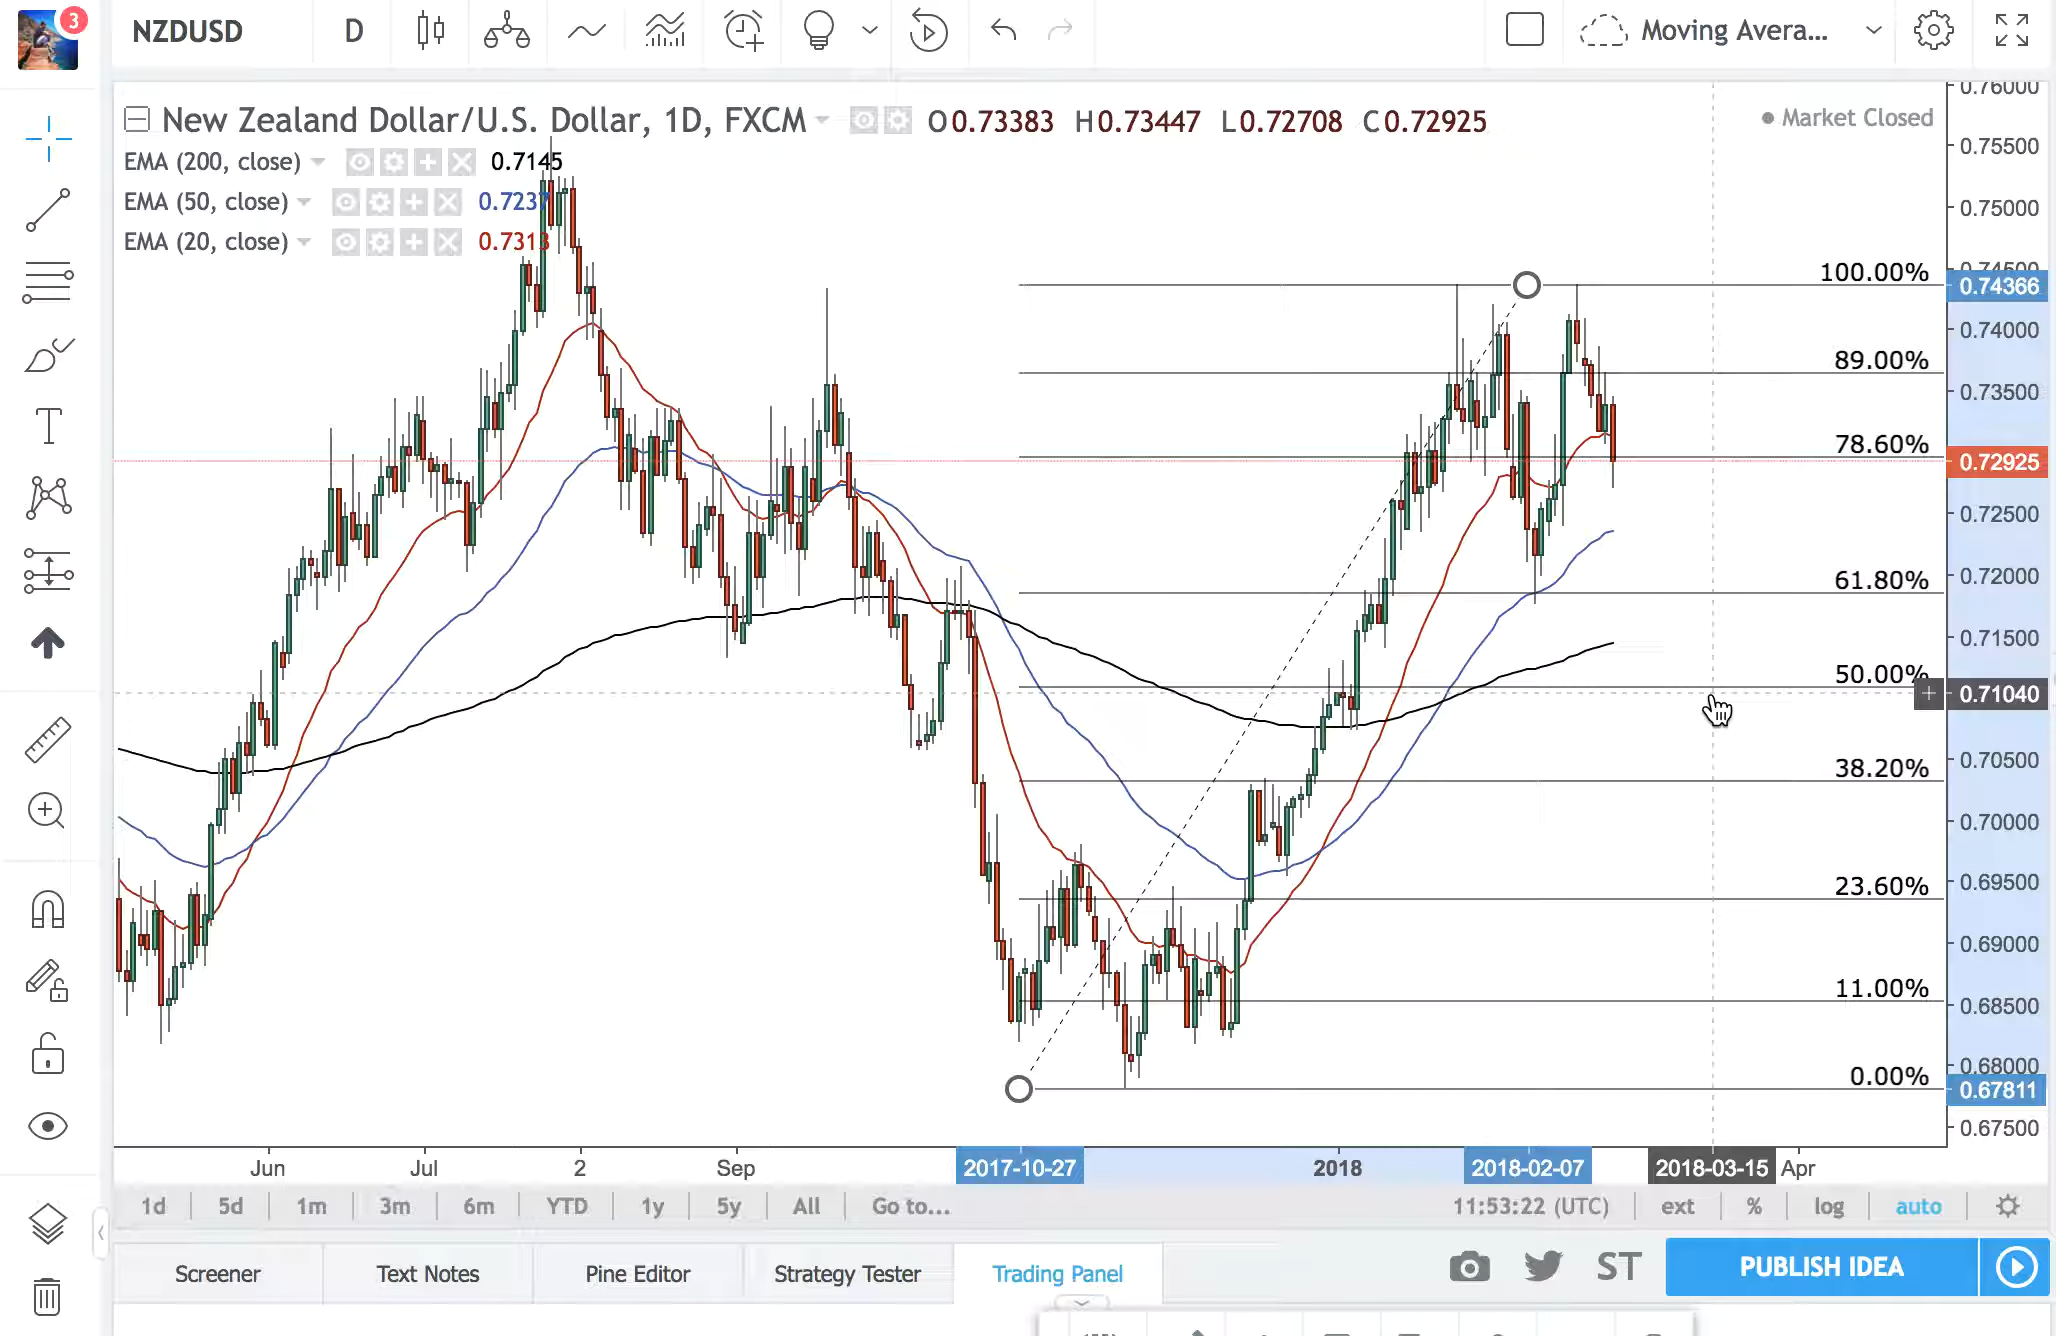 3
NZDUSD
D
Moving Avera...
New Zealand Dollar/U.S. Dollar, 1D, FXCM
O0.73383 H0.73447 L0.72708 C0.72925
Market Closed
EMA (200, close) 0.7145
EMA (50, close) 0.7237
EMA (20, close) 0.7313
100.00%
89.00%
78.60%
61.80%
50.00%
38.20%
23.60%
11.00%
0.00%
0.76000
0.75500
0.75000
0.74500
0.74366
0.74000
0.73500
0.72925
0.72500
0.72000
0.71500
0.71040
0.70500
0.70000
0.69500
0.69000
0.68500
0.68000
0.67811
0.67500
Jun Jul 2 Sep 2017-10-27 2018 2018-02-07 2018-03-15 Apr
1d 5d 1m 3m 6m YTD 1y 5y All Go to... 11:53:22 (UTC) ext % log auto
Screener Text Notes Pine Editor Strategy Tester Trading Panel ST PUBLISH IDEA